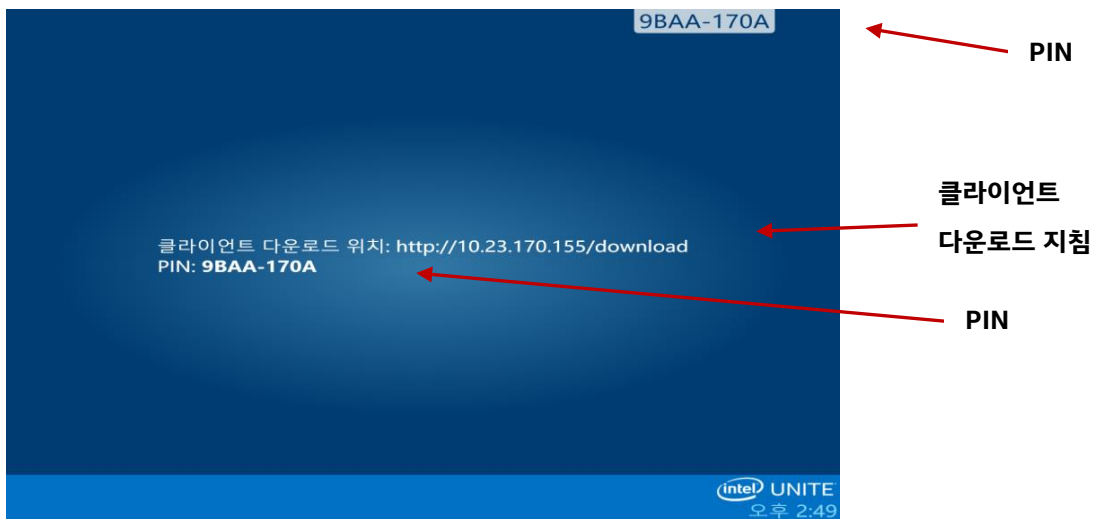 9BAA-170A
PIN
클라이언트
다운로드 지침
클라이언트 다운로드 위치: http://10.23.170.155/download
PIN: 9BAA-170A
PIN
intel UNITE
오후 2:49